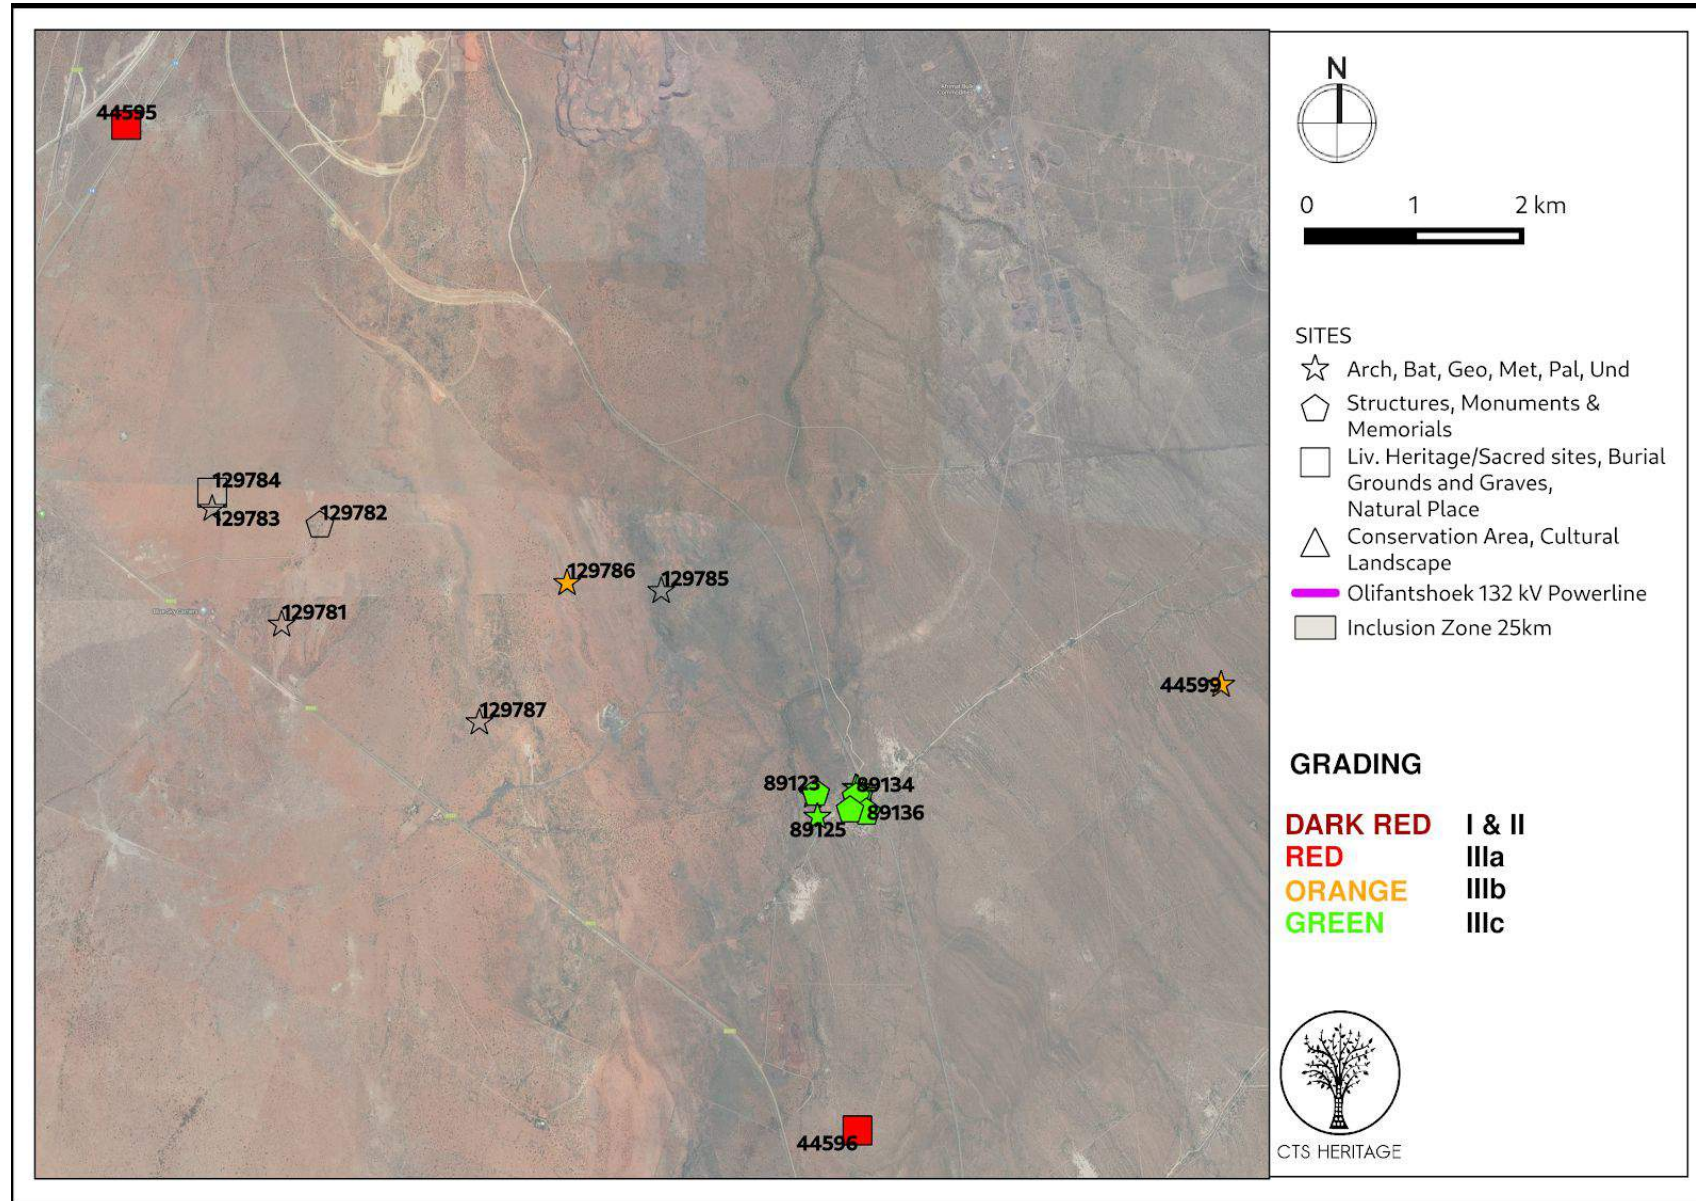 44595
129784
129783
129782
129786
129785
129781
129787
44599
89123
89134
89136
89125
44596
Blue Sky Carriers
N
0 1 2 km
SITES
Arch, Bat, Geo, Met, Pal, Und
Structures, Monuments &
Memorials
Liv. Heritage/Sacred sites, Burial
Grounds and Graves,
Natural Place
Conservation Area, Cultural
Landscape
Olifantshoek 132 kV Powerline
Inclusion Zone 25km
GRADING
DARK RED I & II
RED IIIa
ORANGE IIIb
GREEN IIIc
CTS HERITAGE